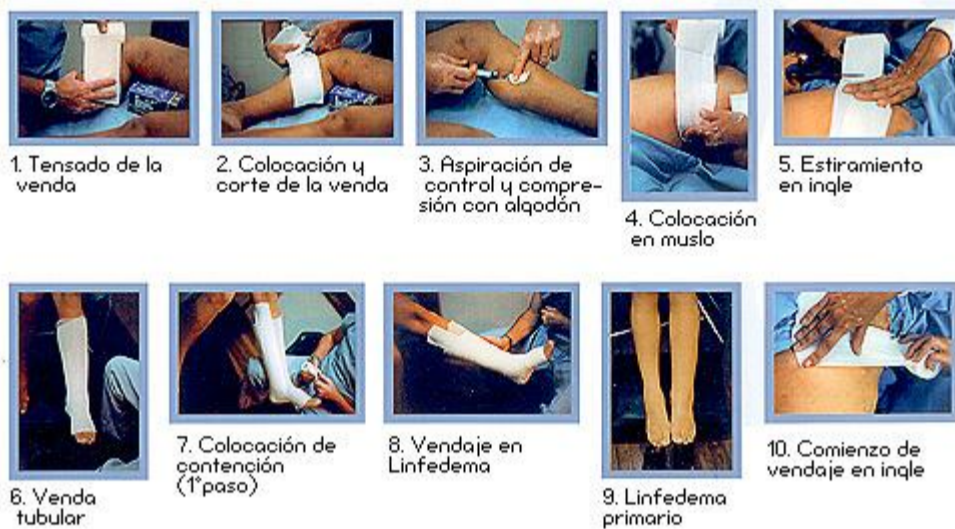 1. Tensado de la
venda
2. Colocación y
corte de la venda
3. Aspiración de
control y compre-
sión con algodón
4. Colocación
en muslo
5. Estiramiento
en ingle
6. Venda
tubular
7. Colocación de
contención
(1°paso)
8. Vendaje en
Linfedema
9. Linfedema
primario
10. Comienzo de
vendaje en ingle